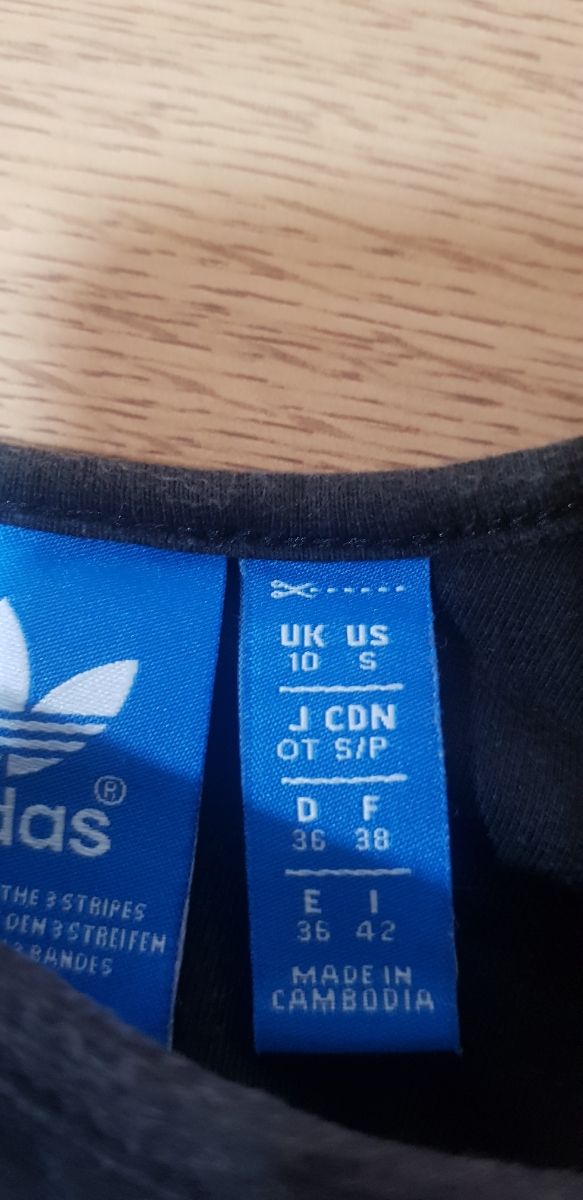 das
®
THE 3 STRIPES
DEN 3 STREIFEN
3 BANDES
UK US
10 S
J CDN
OT S/P
D F
36 38
E I
36 42
MADE IN
CAMBODIA